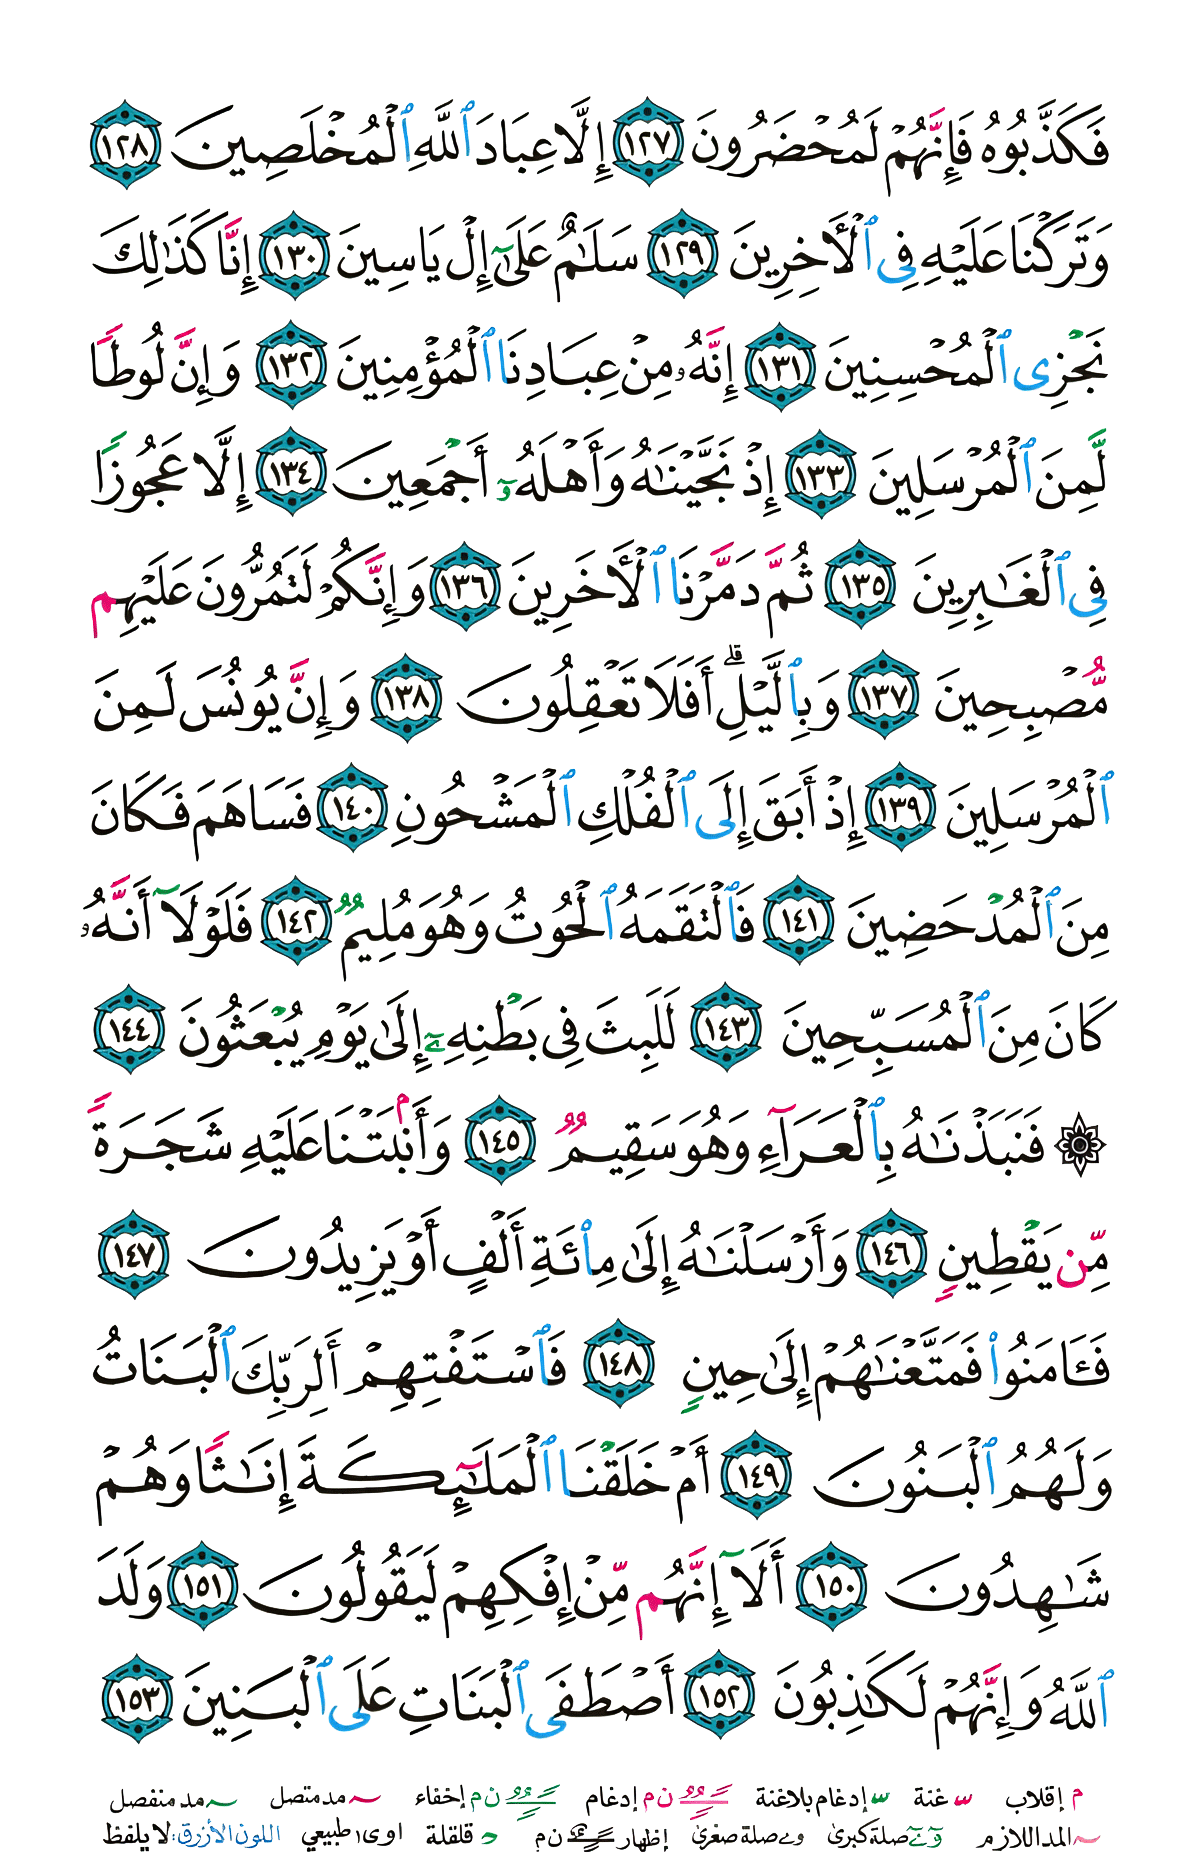 فَكَذَّبُوهُ فَإِنَّهُمْ لَمُحْضَرُونَ ١٢٧ إِلَّا عِبَادَ ٱللَّهِ ٱلْمُخْلَصِينَ ١٢٨
وَتَرَكْنَا عَلَيْهِ فِى ٱلْأَخِرِينَ ١٢٩ سَلَٰمٌ عَلَىٰٓ إِلْ يَاسِينَ ١٣٠ إِنَّا كَذَٰلِكَ
نَجْزِى ٱلْمُحْسِنِينَ ١٣١ إِنَّهُۥ مِنْ عِبَادِنَا ٱلْمُؤْمِنِينَ ١٣٢ وَإِنَّ لُوطًا
لَّمِنَ ٱلْمُرْسَلِينَ ١٣٣ إِذْ نَجَّيْنَٰهُ وَأَهْلَهُۥٓ أَجْمَعِينَ ١٣٤ إِلَّا عَجُوزًا
فِى ٱلْغَٰبِرِينَ ١٣٥ ثُمَّ دَمَّرْنَا ٱلْأَخَرِينَ ١٣٦ وَإِنَّكُمْ لَتَمُرُّونَ عَلَيْهِم
مُّصْبِحِينَ ١٣٧ وَبِٱلَّيْلِ ۗ أَفَلَا تَعْقِلُونَ ١٣٨ وَإِنَّ يُونُسَ لَمِنَ
ٱلْمُرْسَلِينَ ١٣٩ إِذْ أَبَقَ إِلَى ٱلْفُلْكِ ٱلْمَشْحُونِ ١٤٠ فَسَاهَمَ فَكَانَ
مِنَ ٱلْمُدْحَضِينَ ١٤١ فَٱلْتَقَمَهُ ٱلْحُوتُ وَهُوَ مُلِيمٌ ١٤٢ فَلَوْلَآ أَنَّهُۥ
كَانَ مِنَ ٱلْمُسَبِّحِينَ ١٤٣ لَلَبِثَ فِى بَطْنِهِۦٓ إِلَىٰ يَوْمِ يُبْعَثُونَ ١٤٤
۞ فَنَبَذْنَٰهُ بِٱلْعَرَآءِ وَهُوَ سَقِيمٌ ١٤٥ وَأَنۢبَتْنَا عَلَيْهِ شَجَرَةً
مِّن يَقْطِينٍ ١٤٦ وَأَرْسَلْنَٰهُ إِلَىٰ مِا۟ئَةِ أَلْفٍ أَوْ يَزِيدُونَ ١٤٧
فَـَٔامَنُوا۟ فَمَتَّعْنَٰهُمْ إِلَىٰ حِينٍ ١٤٨ فَٱسْتَفْتِهِمْ أَلِرَبِّكَ ٱلْبَنَاتُ
وَلَهُمُ ٱلْبَنُونَ ١٤٩ أَمْ خَلَقْنَا ٱلْمَلَٰٓئِكَةَ إِنَٰثًا وَهُمْ
شَٰهِدُونَ ١٥٠ أَلَآ إِنَّهُم مِّنْ إِفْكِهِمْ لَيَقُولُونَ ١٥١ وَلَدَ
ٱللَّهُ وَإِنَّهُمْ لَكَٰذِبُونَ ١٥٢ أَصْطَفَى ٱلْبَنَاتِ عَلَى ٱلْبَنِينَ ١٥٣
م إقلاب ّ غنة ّ إدغام بلاغنة ن م إدغام ن م إخفاء ~ مد متصل ~ مد منفصل
~ المد اللازم وٓ ےٓ صلة كبرى و ے صلة صغرى إظهار ن م قلقلة اوى طبيعي اللون الأزرق: لا يلفظ